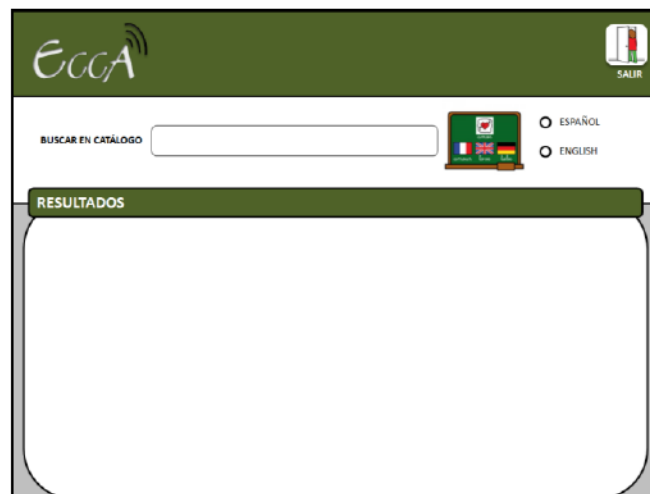 ECCA
SALIR
BUSCAR EN CATÁLOGO
ESPAÑOL
ENGLISH
RESULTADOS